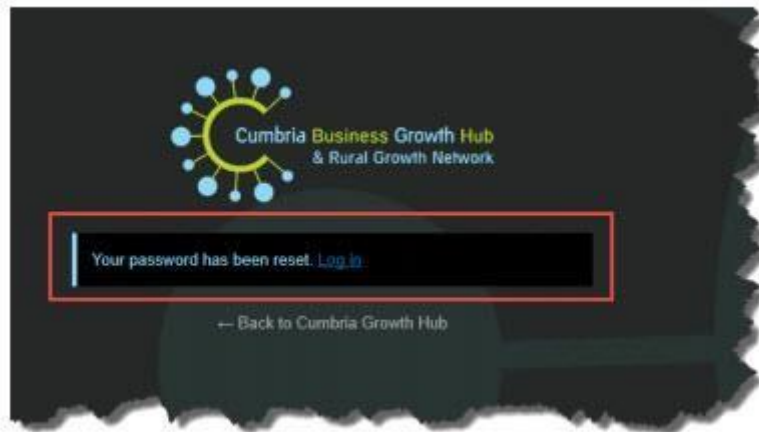 Cumbria Business Growth Hub
& Rural Growth Network
Your password has been reset. Log in
← Back to Cumbria Growth Hub